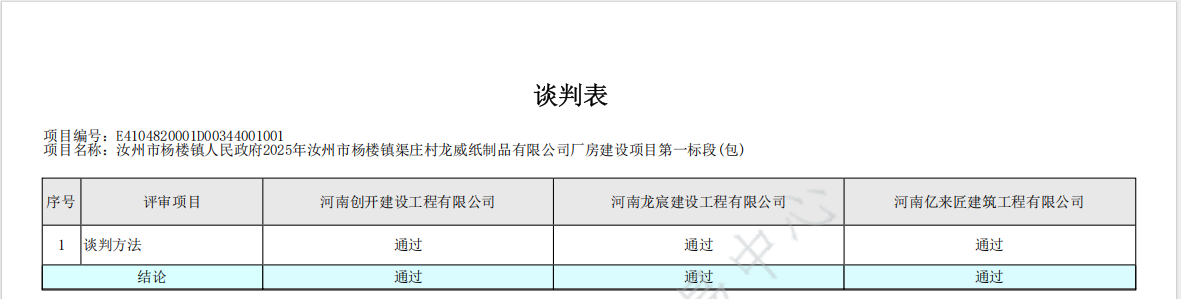 谈判表
项目编号：E4104820001D00344001001
项目名称：汝州市杨楼镇人民政府2025年汝州市杨楼镇渠庄村龙威纸制品有限公司厂房建设项目第一标段(包)
序号 评审项目 河南创开建设工程有限公司 河南龙宸建设工程有限公司 河南亿来匠建筑工程有限公司
1 谈判方法 通过 通过 通过
结论 通过 通过 通过
中心